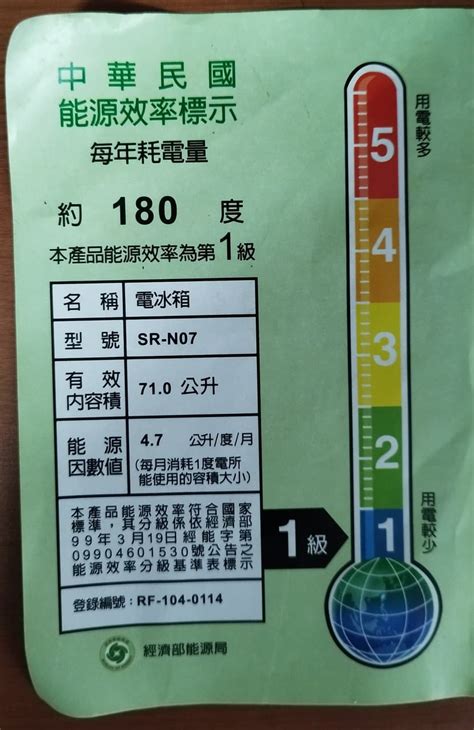 中華民國
能源效率標示
每年耗電量
約 180 度
本產品能源效率為第1級
名稱 電冰箱
型號 SR-N07
有效內容積 71.0 公升
能源因數值 4.7 公升/度/月
(每月消耗1度電所
能使用的容積大小)
本產品能源效率符合國家
標準，其分級係依經濟部
99年3月19日經能字第
09904601530號公告之
能源效率分級基準表標示
登錄編號：RF-104-0114
經濟部能源局
用電較多
5
4
3
2
1
用電較少
1級